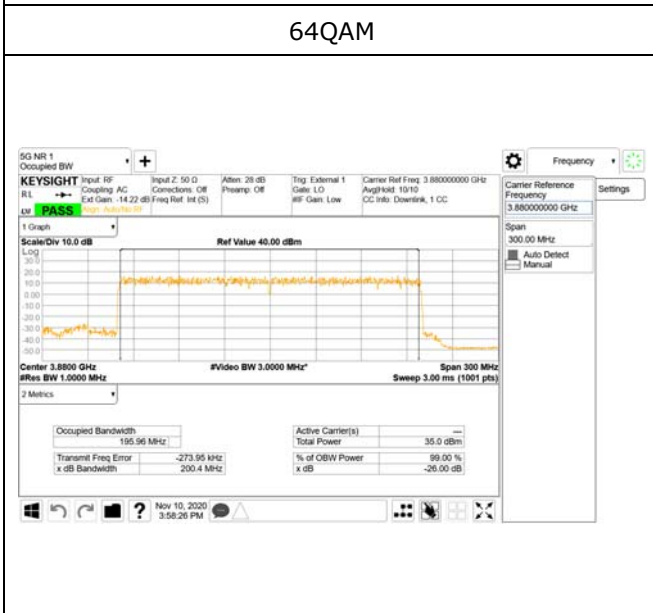 64QAM
5G NR 1
Occupied BW
Frequency
KEYSIGHT
Input: RF
Input Z: 50 Ω
Atten: 28 dB
Trig: External 1
Carrier Ref Freq: 3.880000000 GHz
RL
Coupling: AC
Corrections: Off
Preamp: Off
Gate: LO
Avg|Hold: 10/10
Ext Gain: -14.22 dB
Freq Ref: Int (S)
#IF Gain: Low
CC Info: Downlink, 1 CC
PASS
Align: Auto/No RF
Carrier Reference
Frequency
3.880000000 GHz
Settings
Span
300.00 MHz
Auto Detect
Manual
1 Graph
Scale/Div 10.0 dB
Ref Value 40.00 dBm
Log
30.0
20.0
10.0
0.00
-10.0
-20.0
-30.0
-40.0
-50.0
Center 3.8800 GHz
#Video BW 3.0000 MHz*
Span 300 MHz
#Res BW 1.0000 MHz
Sweep 3.00 ms (1001 pts)
2 Metrics
Occupied Bandwidth
195.96 MHz
Active Carrier(s)
---
Total Power
35.0 dBm
Transmit Freq Error
-273.95 kHz
% of OBW Power
99.00 %
x dB Bandwidth
200.4 MHz
x dB
-26.00 dB
?
Nov 10, 2020
3:58:26 PM